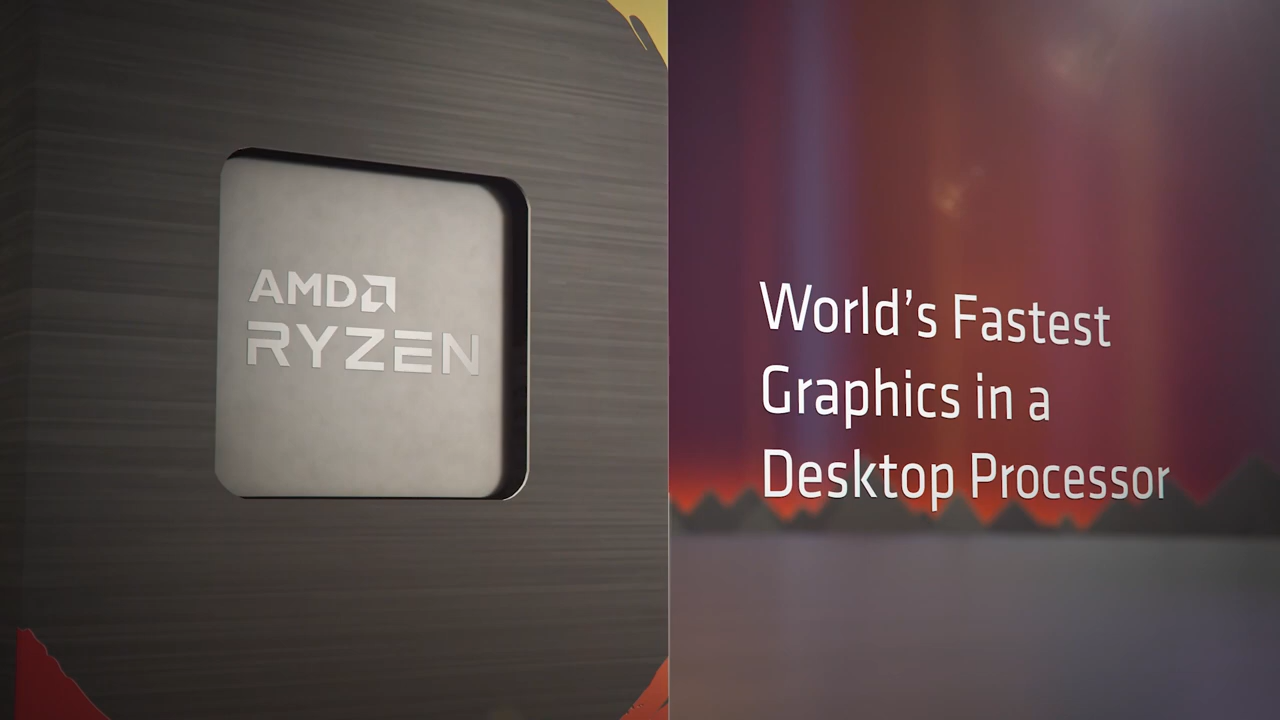 AMD
RYZEN
World’s Fastest
Graphics in a
Desktop Processor